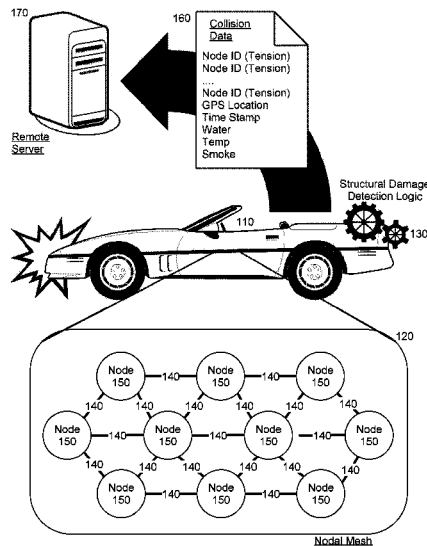 170
160
Collision
Data
Node ID (Tension)
Node ID (Tension)
....
Node ID (Tension)
GPS Location
Time Stamp
Water
Temp
Smoke
Remote
Server
Structural Damage
Detection Logic
110
130
120
Node
150
140
Node
150
140
Node
150
140 140 140 140 140 140
Node
150
140
Node
150
140
Node
150
140
Node
150
140 140 140 140 140 140
Node
150
140
Node
150
140
Node
150
Nodal Mesh